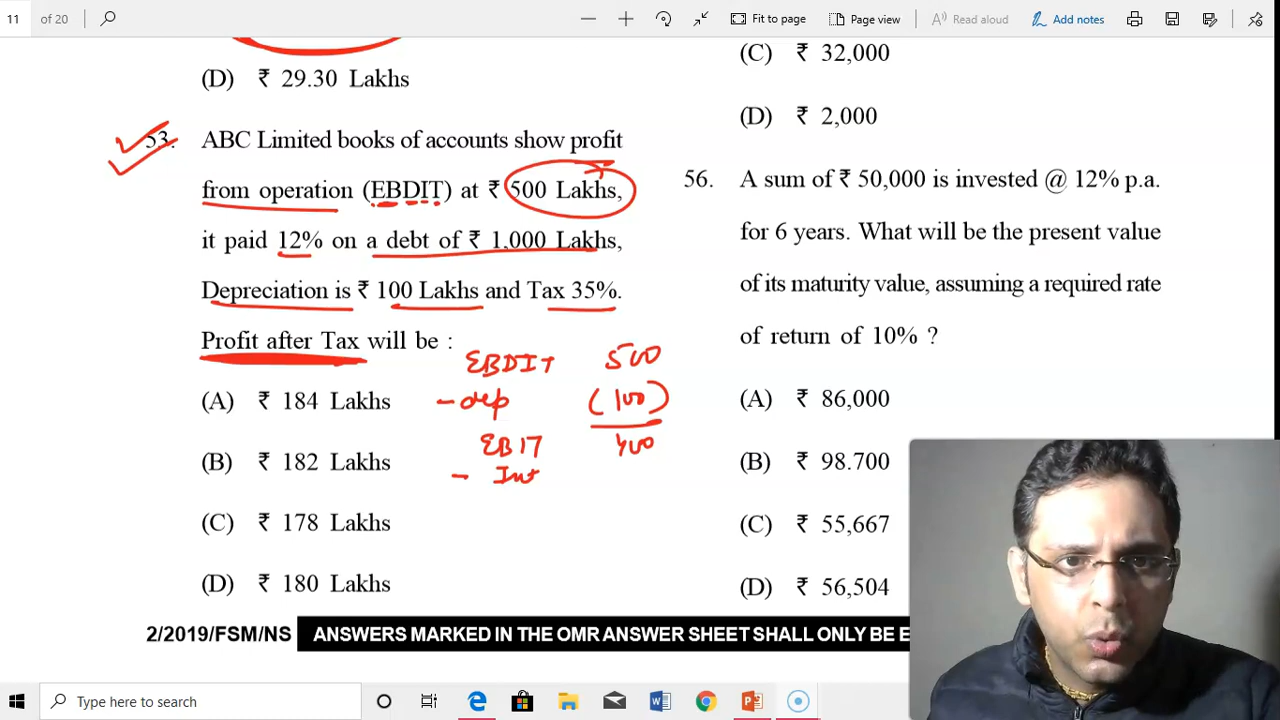 11 of 20
Fit to page
Page view
Read aloud
Add notes
(D) ₹ 29.30 Lakhs
53. ABC Limited books of accounts show profit
from operation (EBDIT) at ₹ 500 Lakhs,
it paid 12% on a debt of ₹ 1,000 Lakhs,
Depreciation is ₹ 100 Lakhs and Tax 35%.
Profit after Tax will be :
(A) ₹ 184 Lakhs
(B) ₹ 182 Lakhs
(C) ₹ 178 Lakhs
(D) ₹ 180 Lakhs
EBDIT 500
- dep (100)
EBIT 400
- Int
(C) ₹ 32,000
(D) ₹ 2,000
56. A sum of ₹ 50,000 is invested @ 12% p.a.
for 6 years. What will be the present value
of its maturity value, assuming a required rate
of return of 10% ?
(A) ₹ 86,000
(B) ₹ 98.700
(C) ₹ 55,667
(D) ₹ 56,504
2/2019/FSM/NS
ANSWERS MARKED IN THE OMR ANSWER SHEET SHALL ONLY BE E
Type here to search